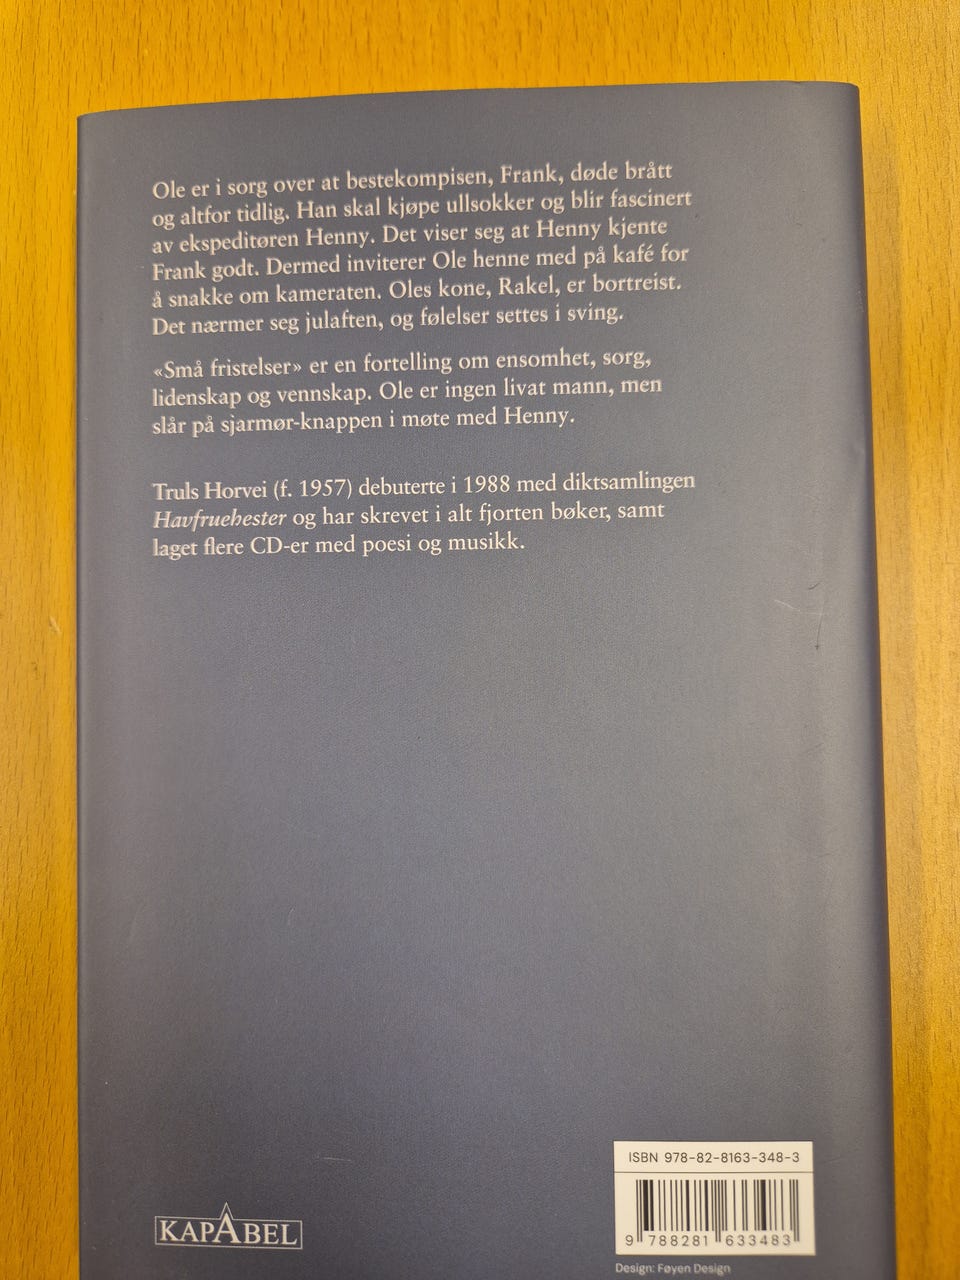 Ole er i sorg over at bestekompisen, Frank, døde brått
og altfor tidlig. Han skal kjøpe ullsokker og blir fascinert
av ekspeditøren Henny. Det viser seg at Henny kjente
Frank godt. Dermed inviterer Ole henne med på kafé for
å snakke om kameraten. Oles kone, Rakel, er bortreist.
Det nærmer seg julaften, og følelser settes i sving.
«Små fristelser» er en fortelling om ensomhet, sorg,
lidenskap og vennskap. Ole er ingen livat mann, men
slår på sjarmør-knappen i møte med Henny.
Truls Horvei (f. 1957) debuterte i 1988 med diktsamlingen
Havfruehester og har skrevet i alt fjorten bøker, samt
laget flere CD-er med poesi og musikk.
KAPABEL
ISBN 978-82-8163-348-3
9 788281 633483
Design: Føyen Design